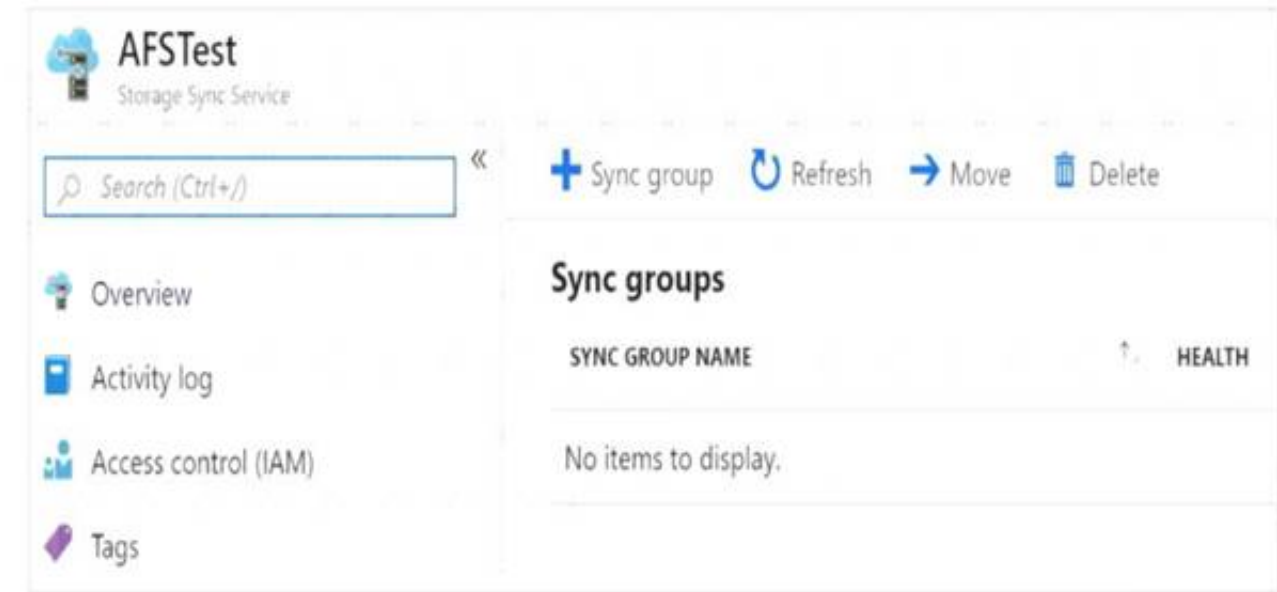 AFSTest
Storage Sync Service
Search (Ctrl+/)
«
Sync group Refresh Move Delete
Overview
Activity log
Access control (IAM)
Tags
Sync groups
SYNC GROUP NAME HEALTH
No items to display.